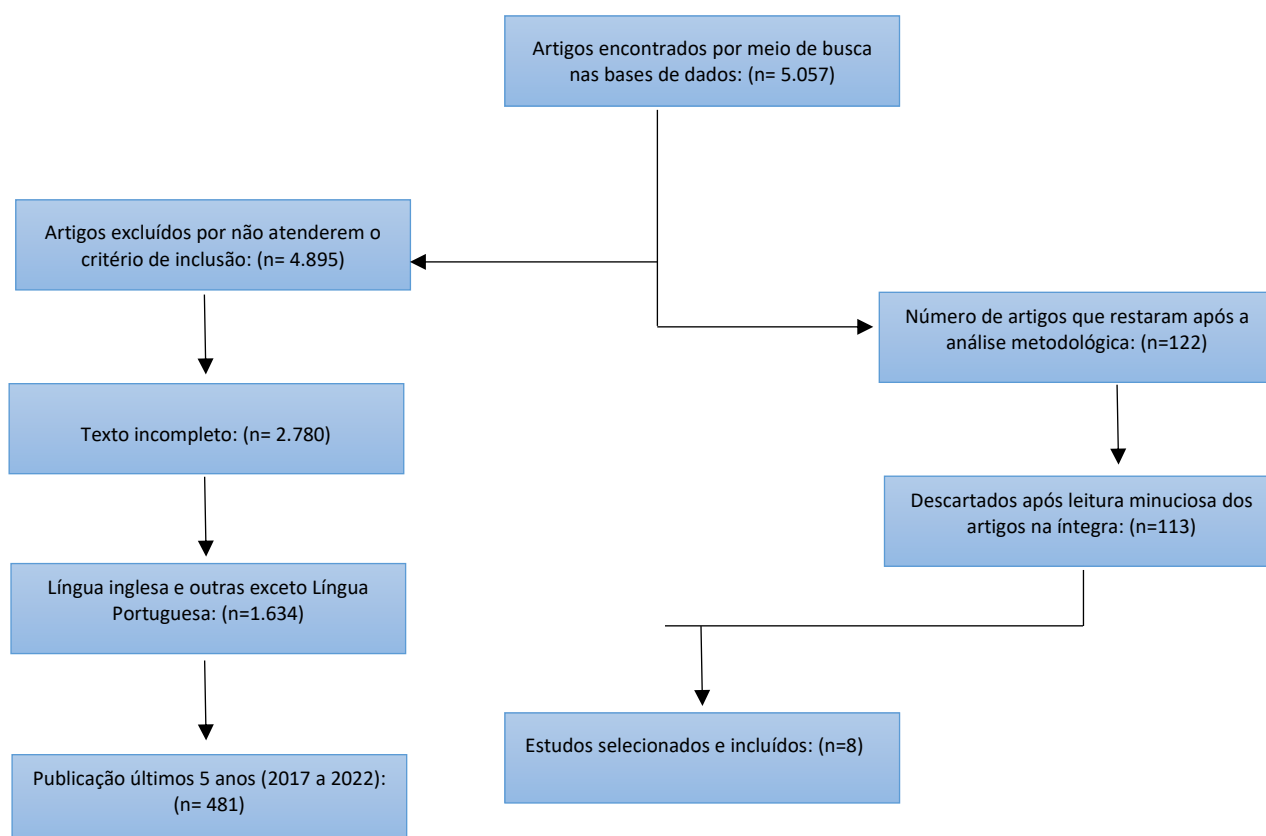 Artigos encontrados por meio de busca
nas bases de dados: (n= 5.057)
Artigos excluídos por não atenderem o
critério de inclusão: (n= 4.895)
Número de artigos que restaram após a
análise metodológica: (n=122)
Texto incompleto: (n= 2.780)
Descartados após leitura minuciosa dos
artigos na íntegra: (n=113)
Língua inglesa e outras exceto Língua
Portuguesa: (n=1.634)
Estudos selecionados e incluídos: (n=8)
Publicação últimos 5 anos (2017 a 2022):
(n= 481)